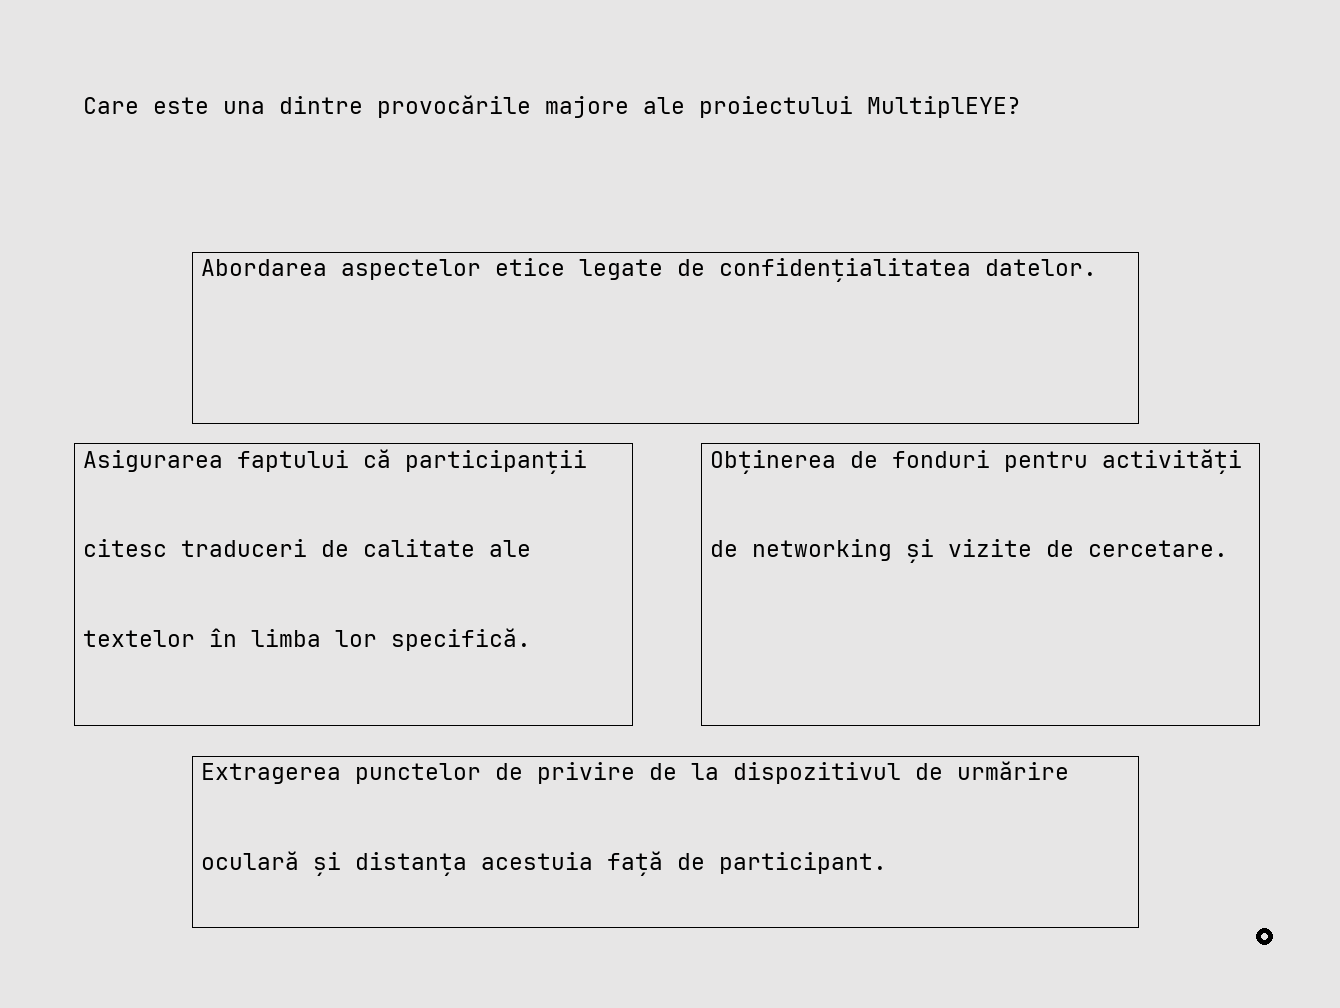 Care este una dintre provocările majore ale proiectului MultiplEYE?
Abordarea aspectelor etice legate de confidențialitatea datelor.
Asigurarea faptului că participanții
citesc traduceri de calitate ale
textelor în limba lor specifică.
Obținerea de fonduri pentru activități
de networking și vizite de cercetare.
Extragerea punctelor de privire de la dispozitivul de urmărire
oculară și distanța acestuia față de participant.